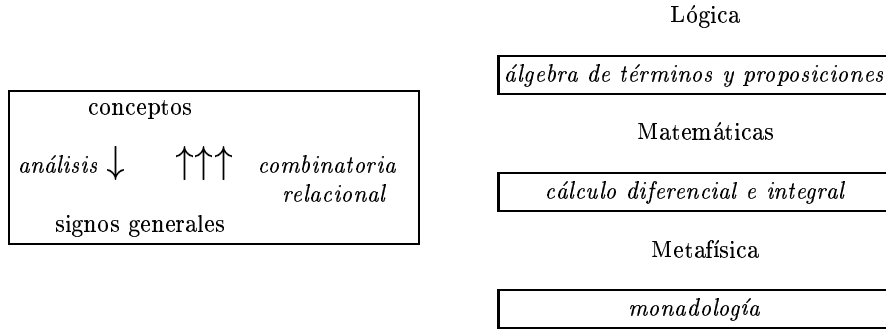 conceptos
análisis ↓ ↑↑↑ combinatoria
relacional
signos generales
Lógica
álgebra de términos y proposiciones
Matemáticas
cálculo diferencial e integral
Metafísica
monadología